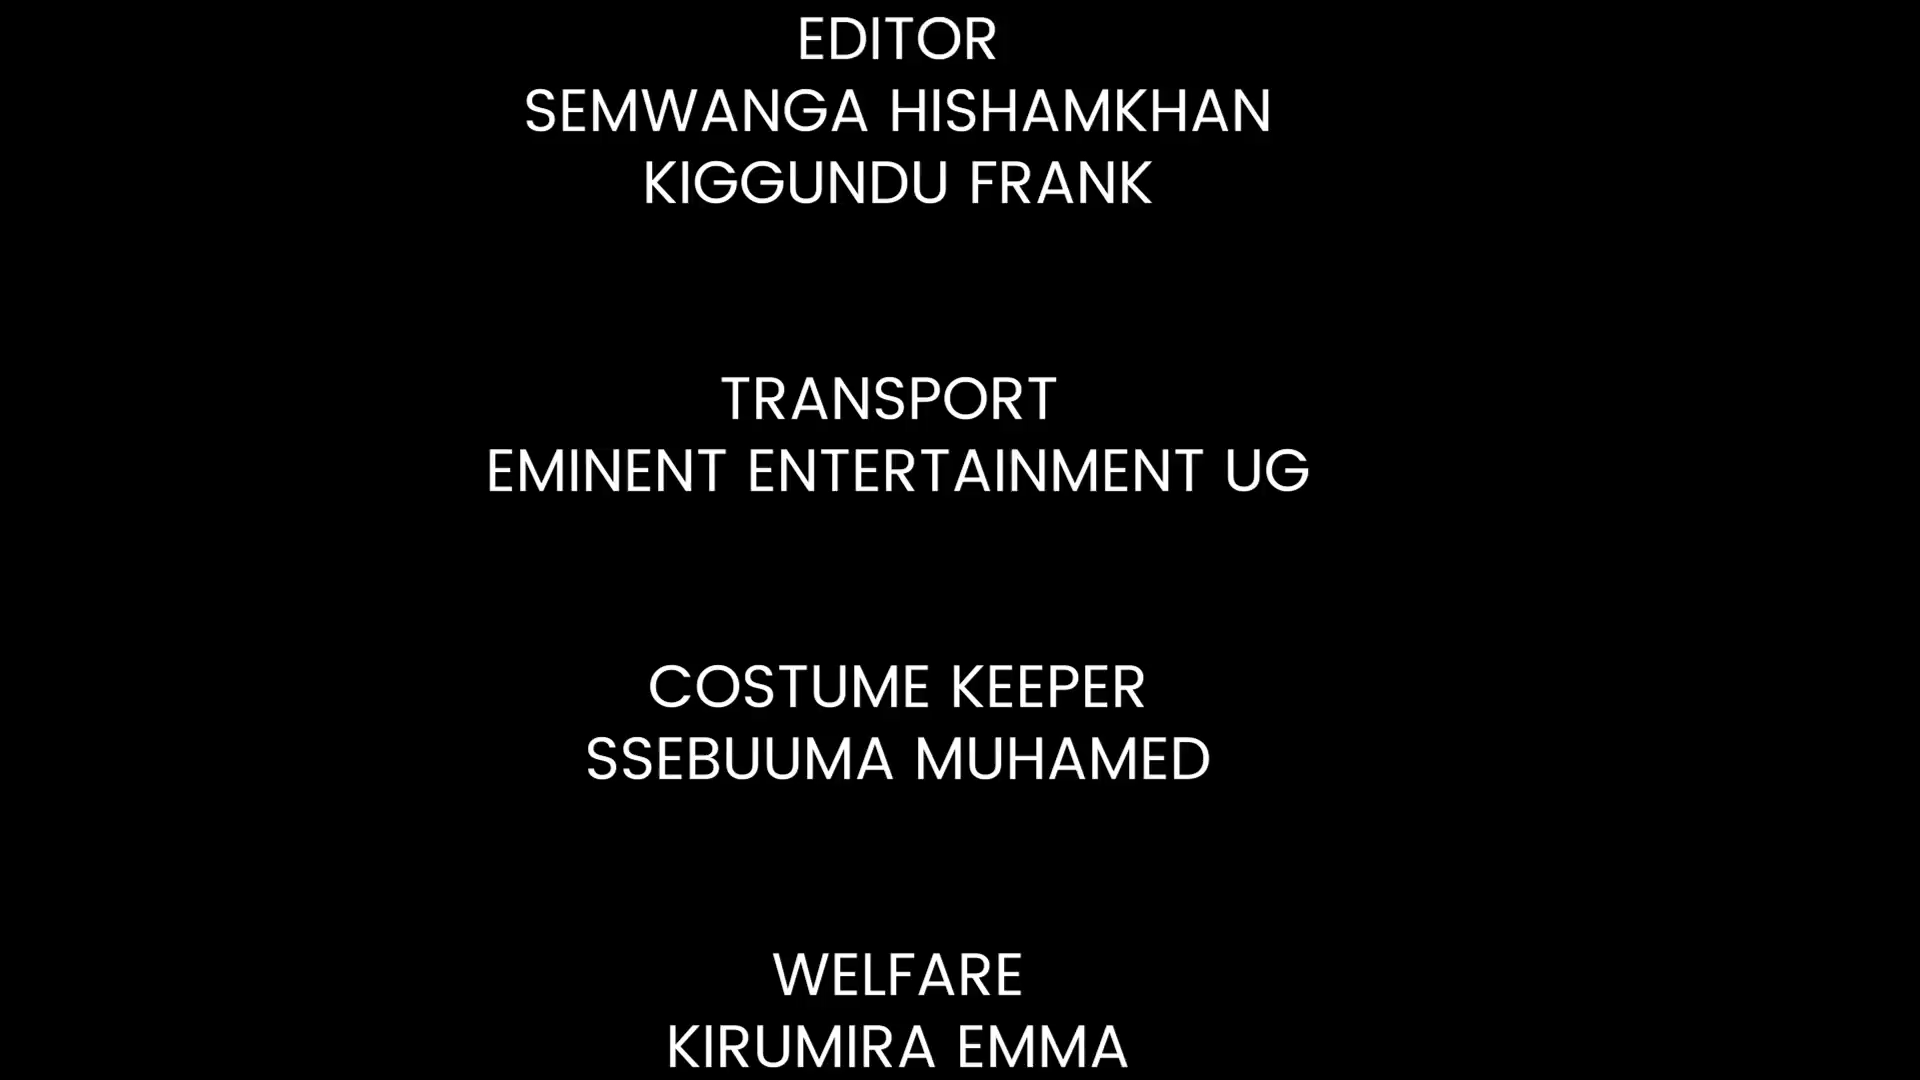 EDITOR
SEMWANGA HISHAMKHAN
KIGGUNDU FRANK
TRANSPORT
EMINENT ENTERTAINMENT UG
COSTUME KEEPER
SSEBUUMA MUHAMED
WELFARE
KIRUMIRA EMMA